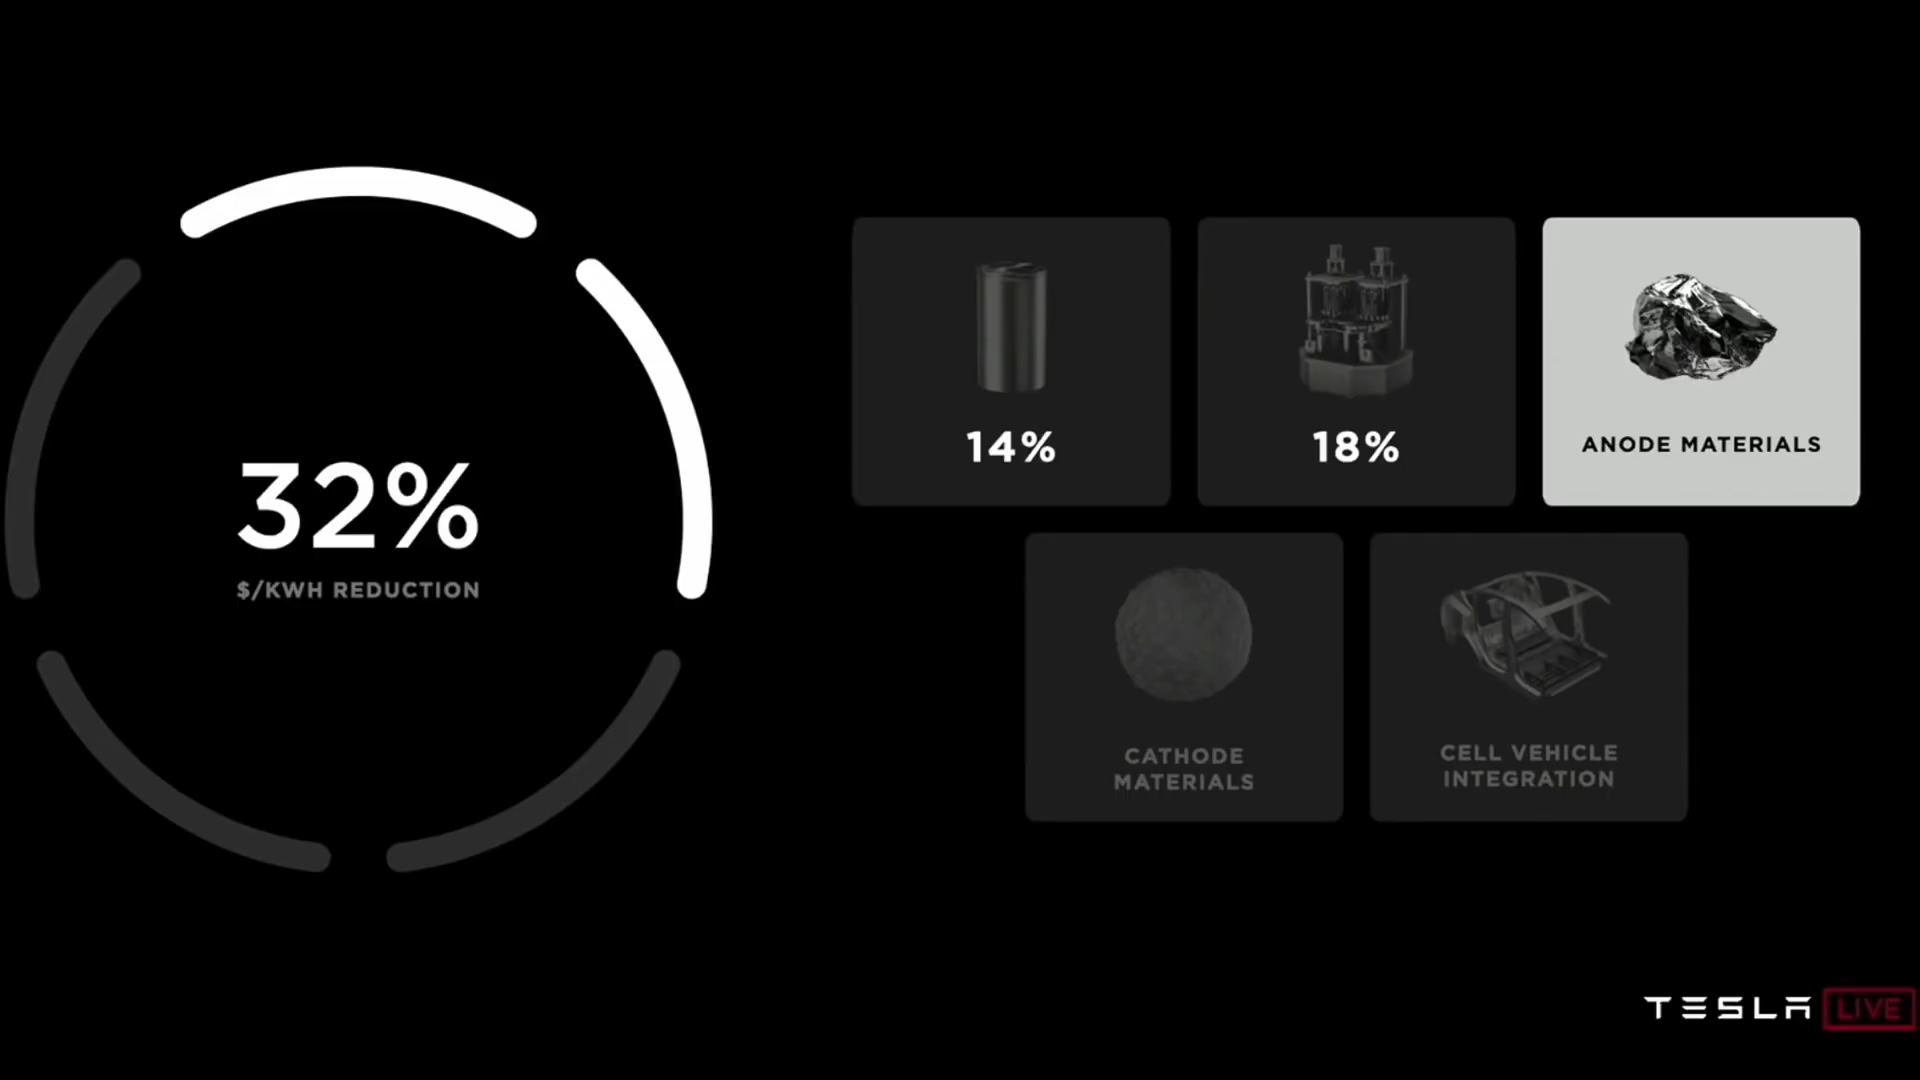 32%
$/KWH REDUCTION
14%
18%
ANODE MATERIALS
CATHODE
MATERIALS
CELL VEHICLE
INTEGRATION
TESLA LIVE